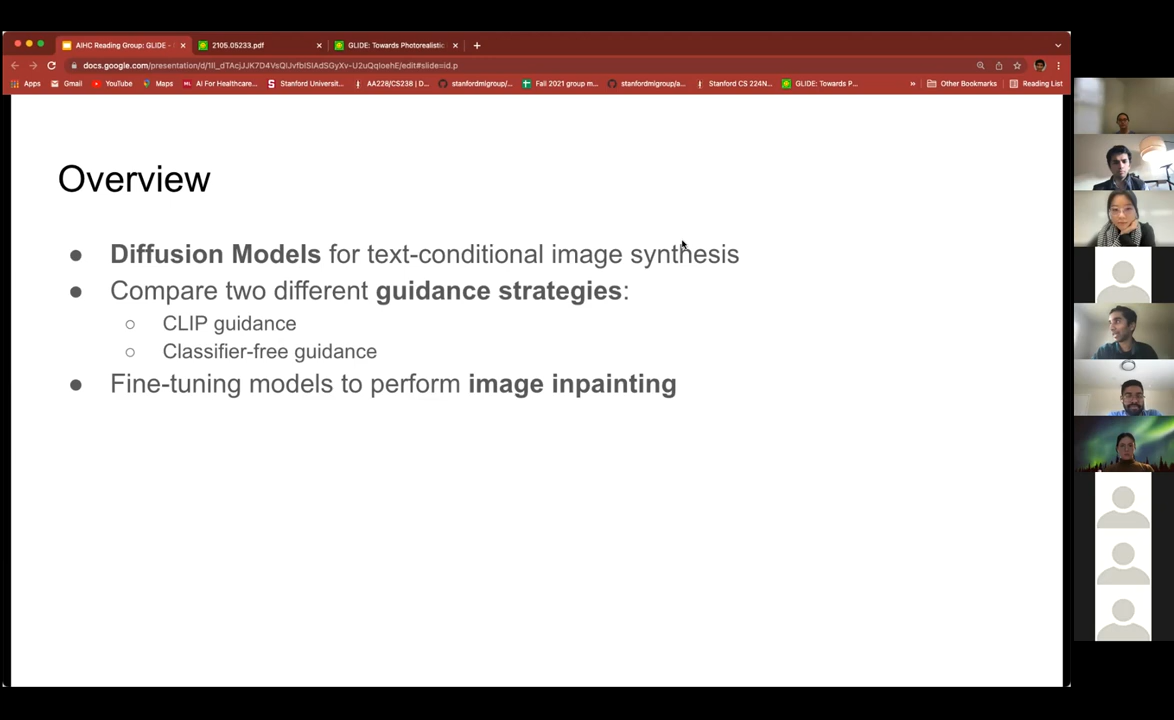 AIHC Reading Group: GLIDE -
2105.05233.pdf
GLIDE: Towards Photorealistic
Apps
Gmail
YouTube
Maps
AI For Healthcare...
Stanford Universit...
AA228/CS238 | D...
stanfordmlgroup/...
Fall 2021 group m...
stanfordmlgroup/a...
Stanford CS 224N...
GLIDE: Towards P...
»
Other Bookmarks
Reading List
Overview
● Diffusion Models for text-conditional image synthesis
● Compare two different guidance strategies:
○ CLIP guidance
○ Classifier-free guidance
● Fine-tuning models to perform image inpainting